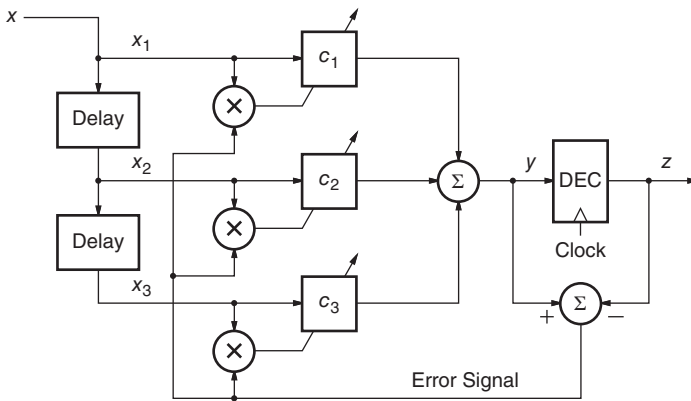 x
x1
c1
Delay
x2
c2
Σ
y
DEC
z
Clock
Delay
x3
c3
+
Σ
−
Error Signal
×
×
×